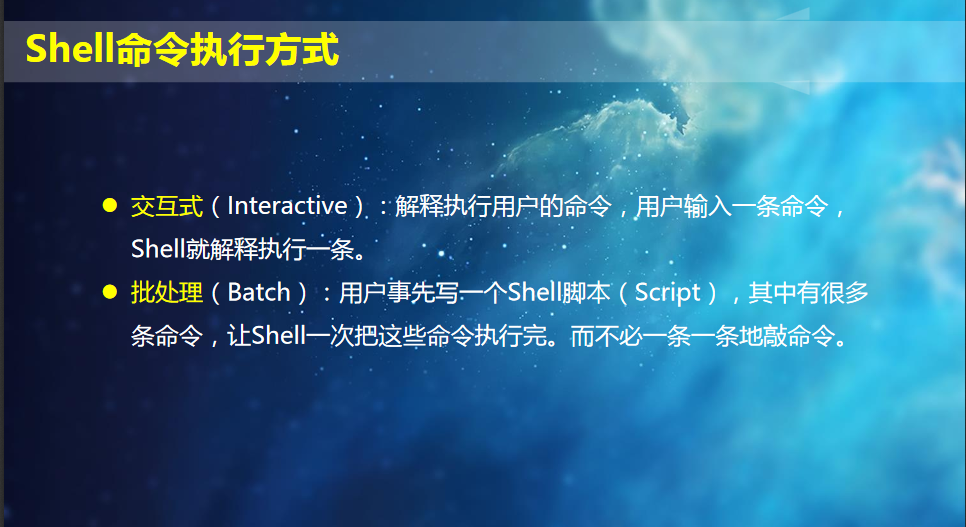 Shell命令执行方式
交互式（Interactive）：解释执行用户的命令，用户输入一条命令，
Shell就解释执行一条。
批处理（Batch）：用户事先写一个Shell脚本（Script），其中有很多
条命令，让Shell一次把这些命令执行完。而不必一条一条地敲命令。